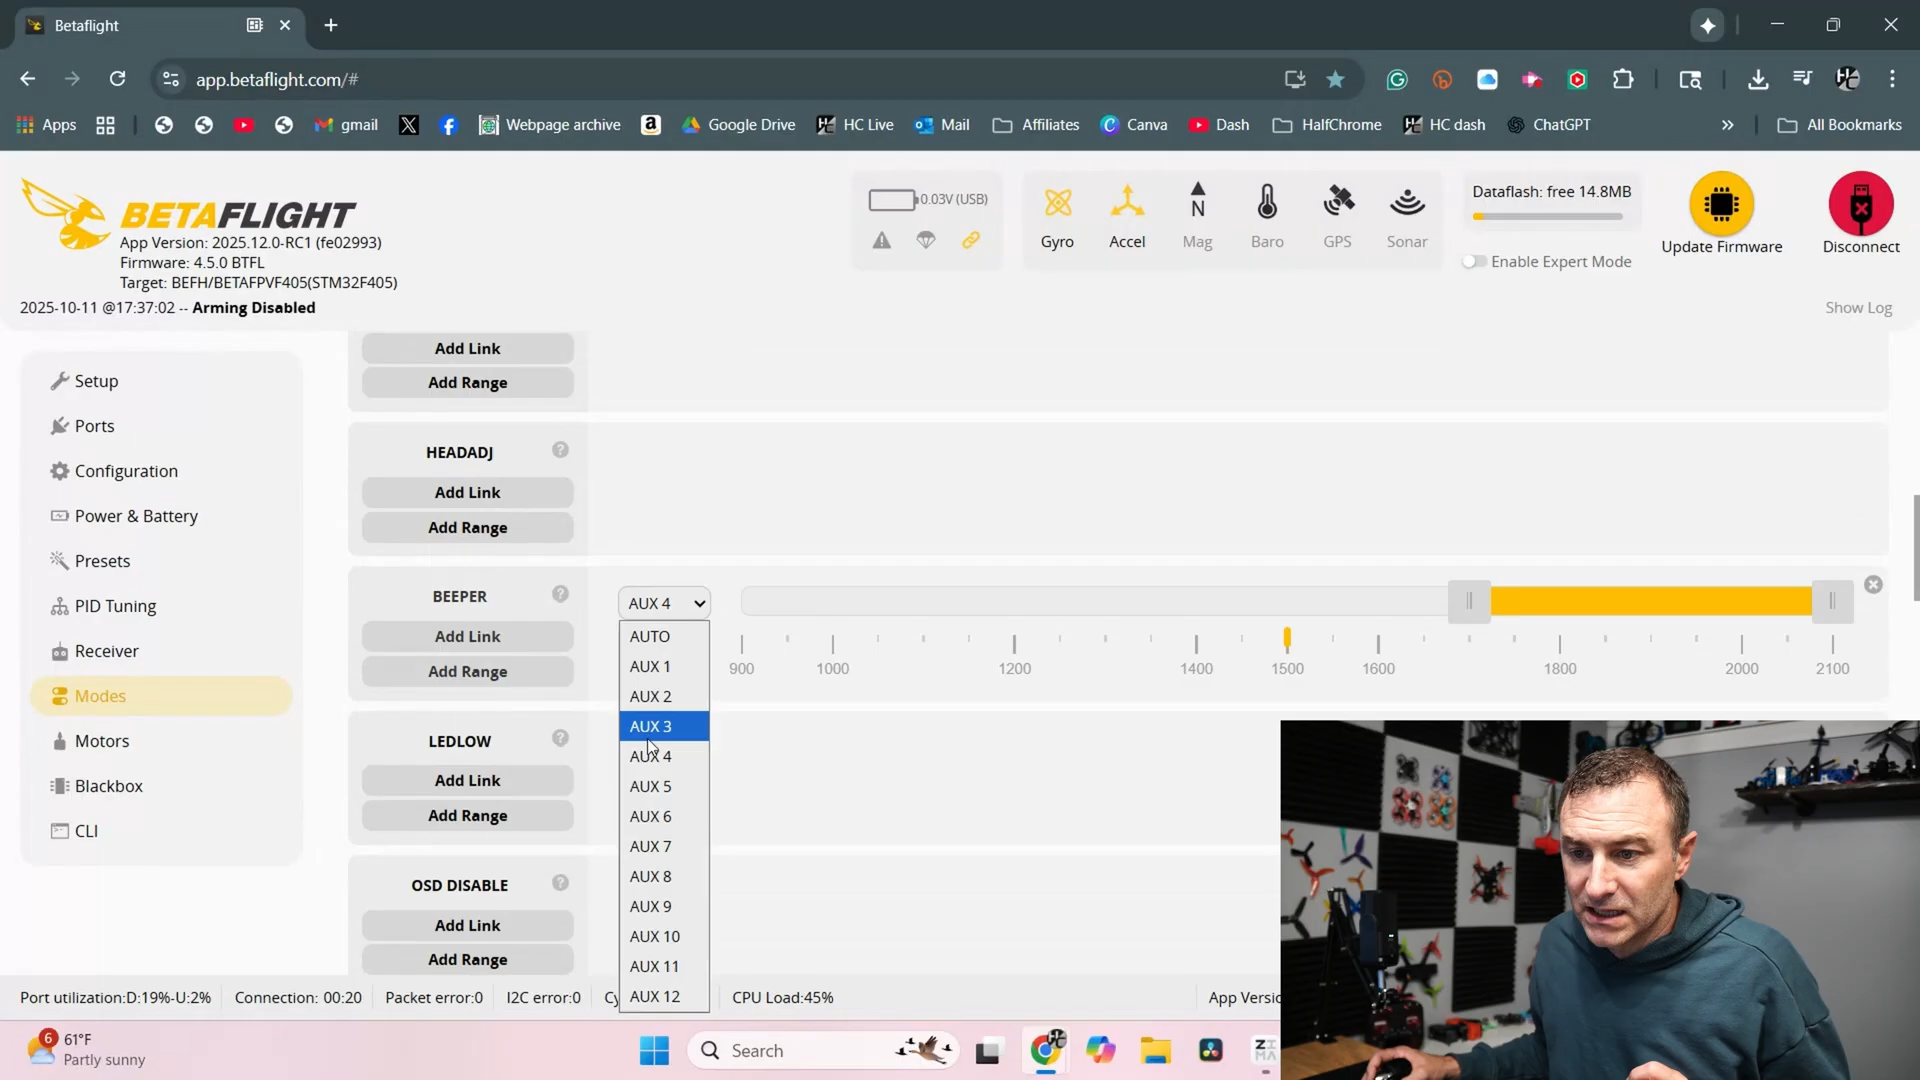 Betaflight
app.betaflight.com/#
Apps
gmail
Webpage archive
Google Drive
HC Live
Mail
Affiliates
Canva
Dash
HalfChrome
HC dash
ChatGPT
All Bookmarks
BETAFLIGHT
App Version: 2025.12.0-RC1 (fe02993)
Firmware: 4.5.0 BTFL
Target: BEFH/BETAFPVF405(STM32F405)
0.03V (USB)
Gyro
Accel
N
Mag
Baro
GPS
Sonar
Dataflash: free 14.8MB
Enable Expert Mode
Update Firmware
Disconnect
2025-10-11 @17:37:02 -- Arming Disabled
Show Log
Setup
Ports
Configuration
Power & Battery
Presets
PID Tuning
Receiver
Modes
Motors
Blackbox
CLI
Add Link
Add Range
HEADADJ
Add Link
Add Range
BEEPER
Add Link
Add Range
AUX 4
AUTO
AUX 1
AUX 2
AUX 3
AUX 4
AUX 5
AUX 6
AUX 7
AUX 8
AUX 9
AUX 10
AUX 11
AUX 12
900 1000 1200 1400 1500 1600 1800 2000 2100
LEDLOW
Add Link
Add Range
OSD DISABLE
Add Link
Add Range
Port utilization:D:19%-U:2%
Connection: 00:20
Packet error:0
I2C error:0
Cy
CPU Load:45%
App Versi
6
61°F
Partly sunny
Search